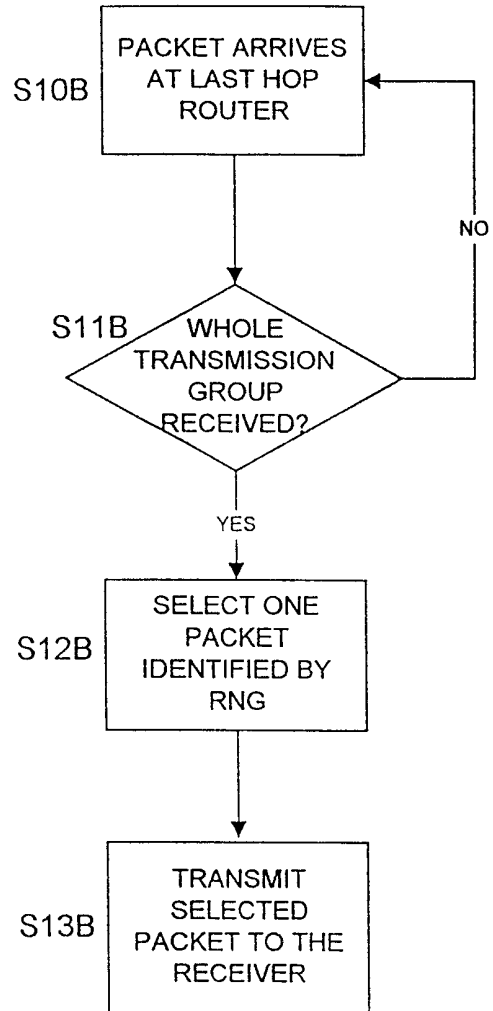 S10B
PACKET ARRIVES
AT LAST HOP
ROUTER
NO
S11B
WHOLE
TRANSMISSION
GROUP
RECEIVED?
YES
S12B
SELECT ONE
PACKET
IDENTIFIED BY
RNG
S13B
TRANSMIT
SELECTED
PACKET TO THE
RECEIVER